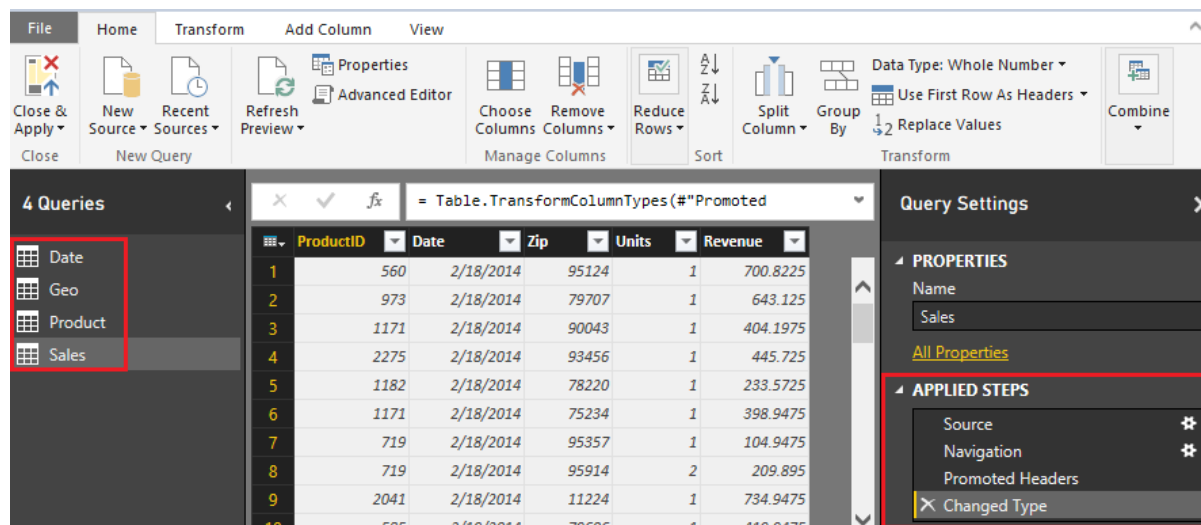 File Home Transform Add Column View
Close & Apply
New Source
Recent Sources
Refresh Preview
Properties
Advanced Editor
Choose Columns
Remove Columns
Reduce Rows
Split Column
Group By
Data Type: Whole Number
Use First Row As Headers
Replace Values
Combine
Close New Query Manage Columns Sort Transform
4 Queries
Date
Geo
Product
Sales
fx = Table.TransformColumnTypes(#"Promoted
ProductID Date Zip Units Revenue
1 560 2/18/2014 95124 1 700.8225
2 973 2/18/2014 79707 1 643.125
3 1171 2/18/2014 90043 1 404.1975
4 2275 2/18/2014 93456 1 445.725
5 1182 2/18/2014 78220 1 233.5725
6 1171 2/18/2014 75234 1 398.9475
7 719 2/18/2014 95357 1 104.9475
8 719 2/18/2014 95914 2 209.895
9 2041 2/18/2014 11224 1 734.9475
Query Settings
PROPERTIES
Name
Sales
All Properties
APPLIED STEPS
Source
Navigation
Promoted Headers
Changed Type